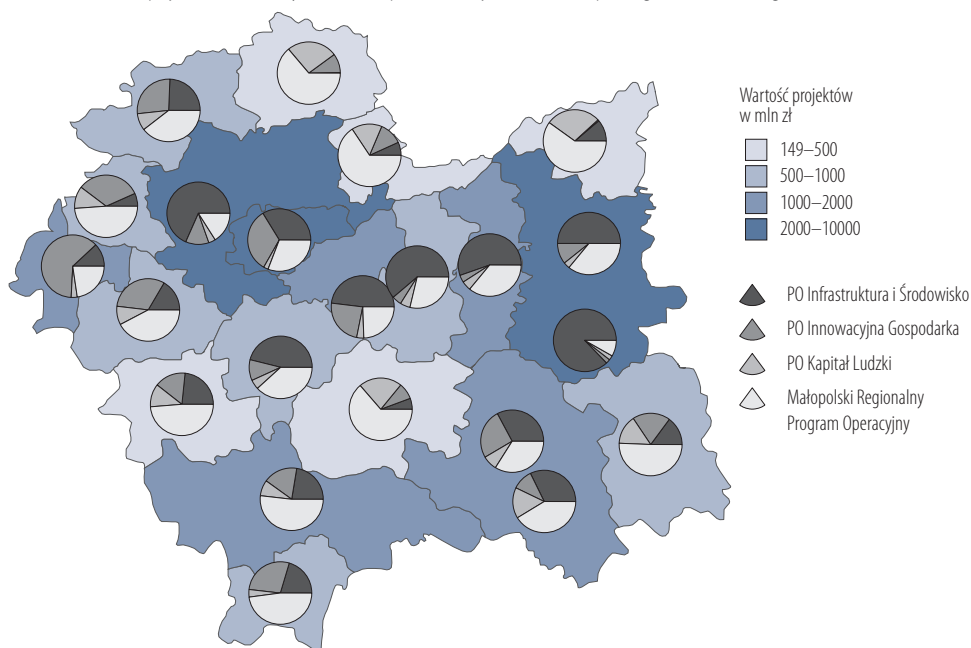 Wartość projektów
w mln zł
149–500
500–1000
1000–2000
2000–10000
PO Infrastruktura i Środowisko
PO Innowacyjna Gospodarka
PO Kapitał Ludzki
Małopolski Regionalny
Program Operacyjny